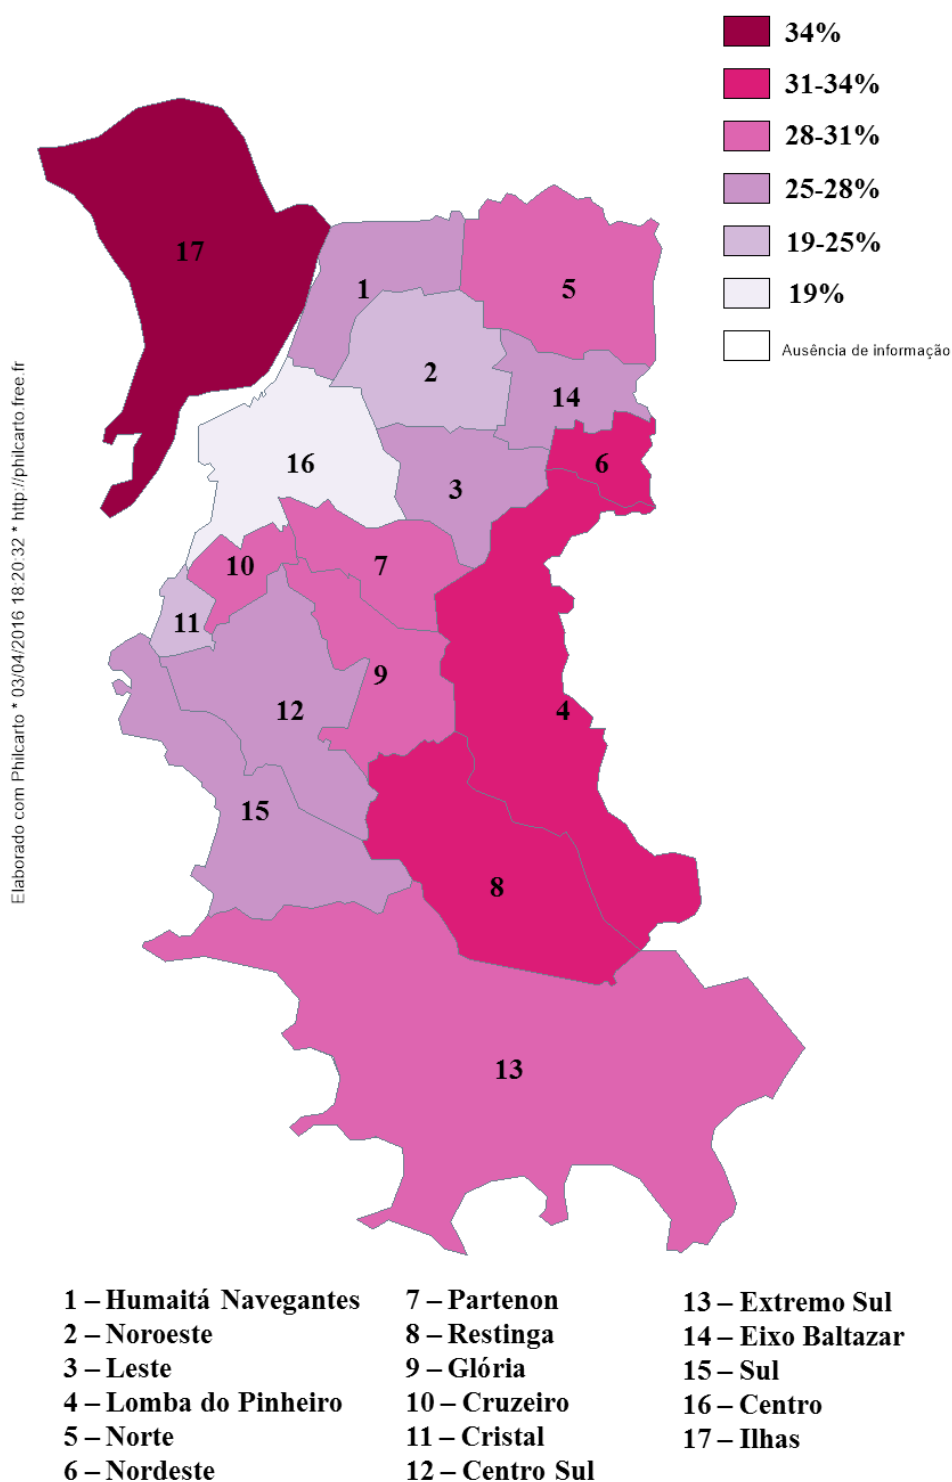 34%
31-34%
28-31%
25-28%
19-25%
19%
Ausência de informação
Elaborado com Philcarto * 03/04/2016 18:20:32 * http://philcarto.free.fr
17
1
5
2
14
16
6
3
10
7
11
9
12
4
15
8
13
1 – Humaitá Navegantes
2 – Noroeste
3 – Leste
4 – Lomba do Pinheiro
5 – Norte
6 – Nordeste
7 – Partenon
8 – Restinga
9 – Glória
10 – Cruzeiro
11 – Cristal
12 – Centro Sul
13 – Extremo Sul
14 – Eixo Baltazar
15 – Sul
16 – Centro
17 – Ilhas